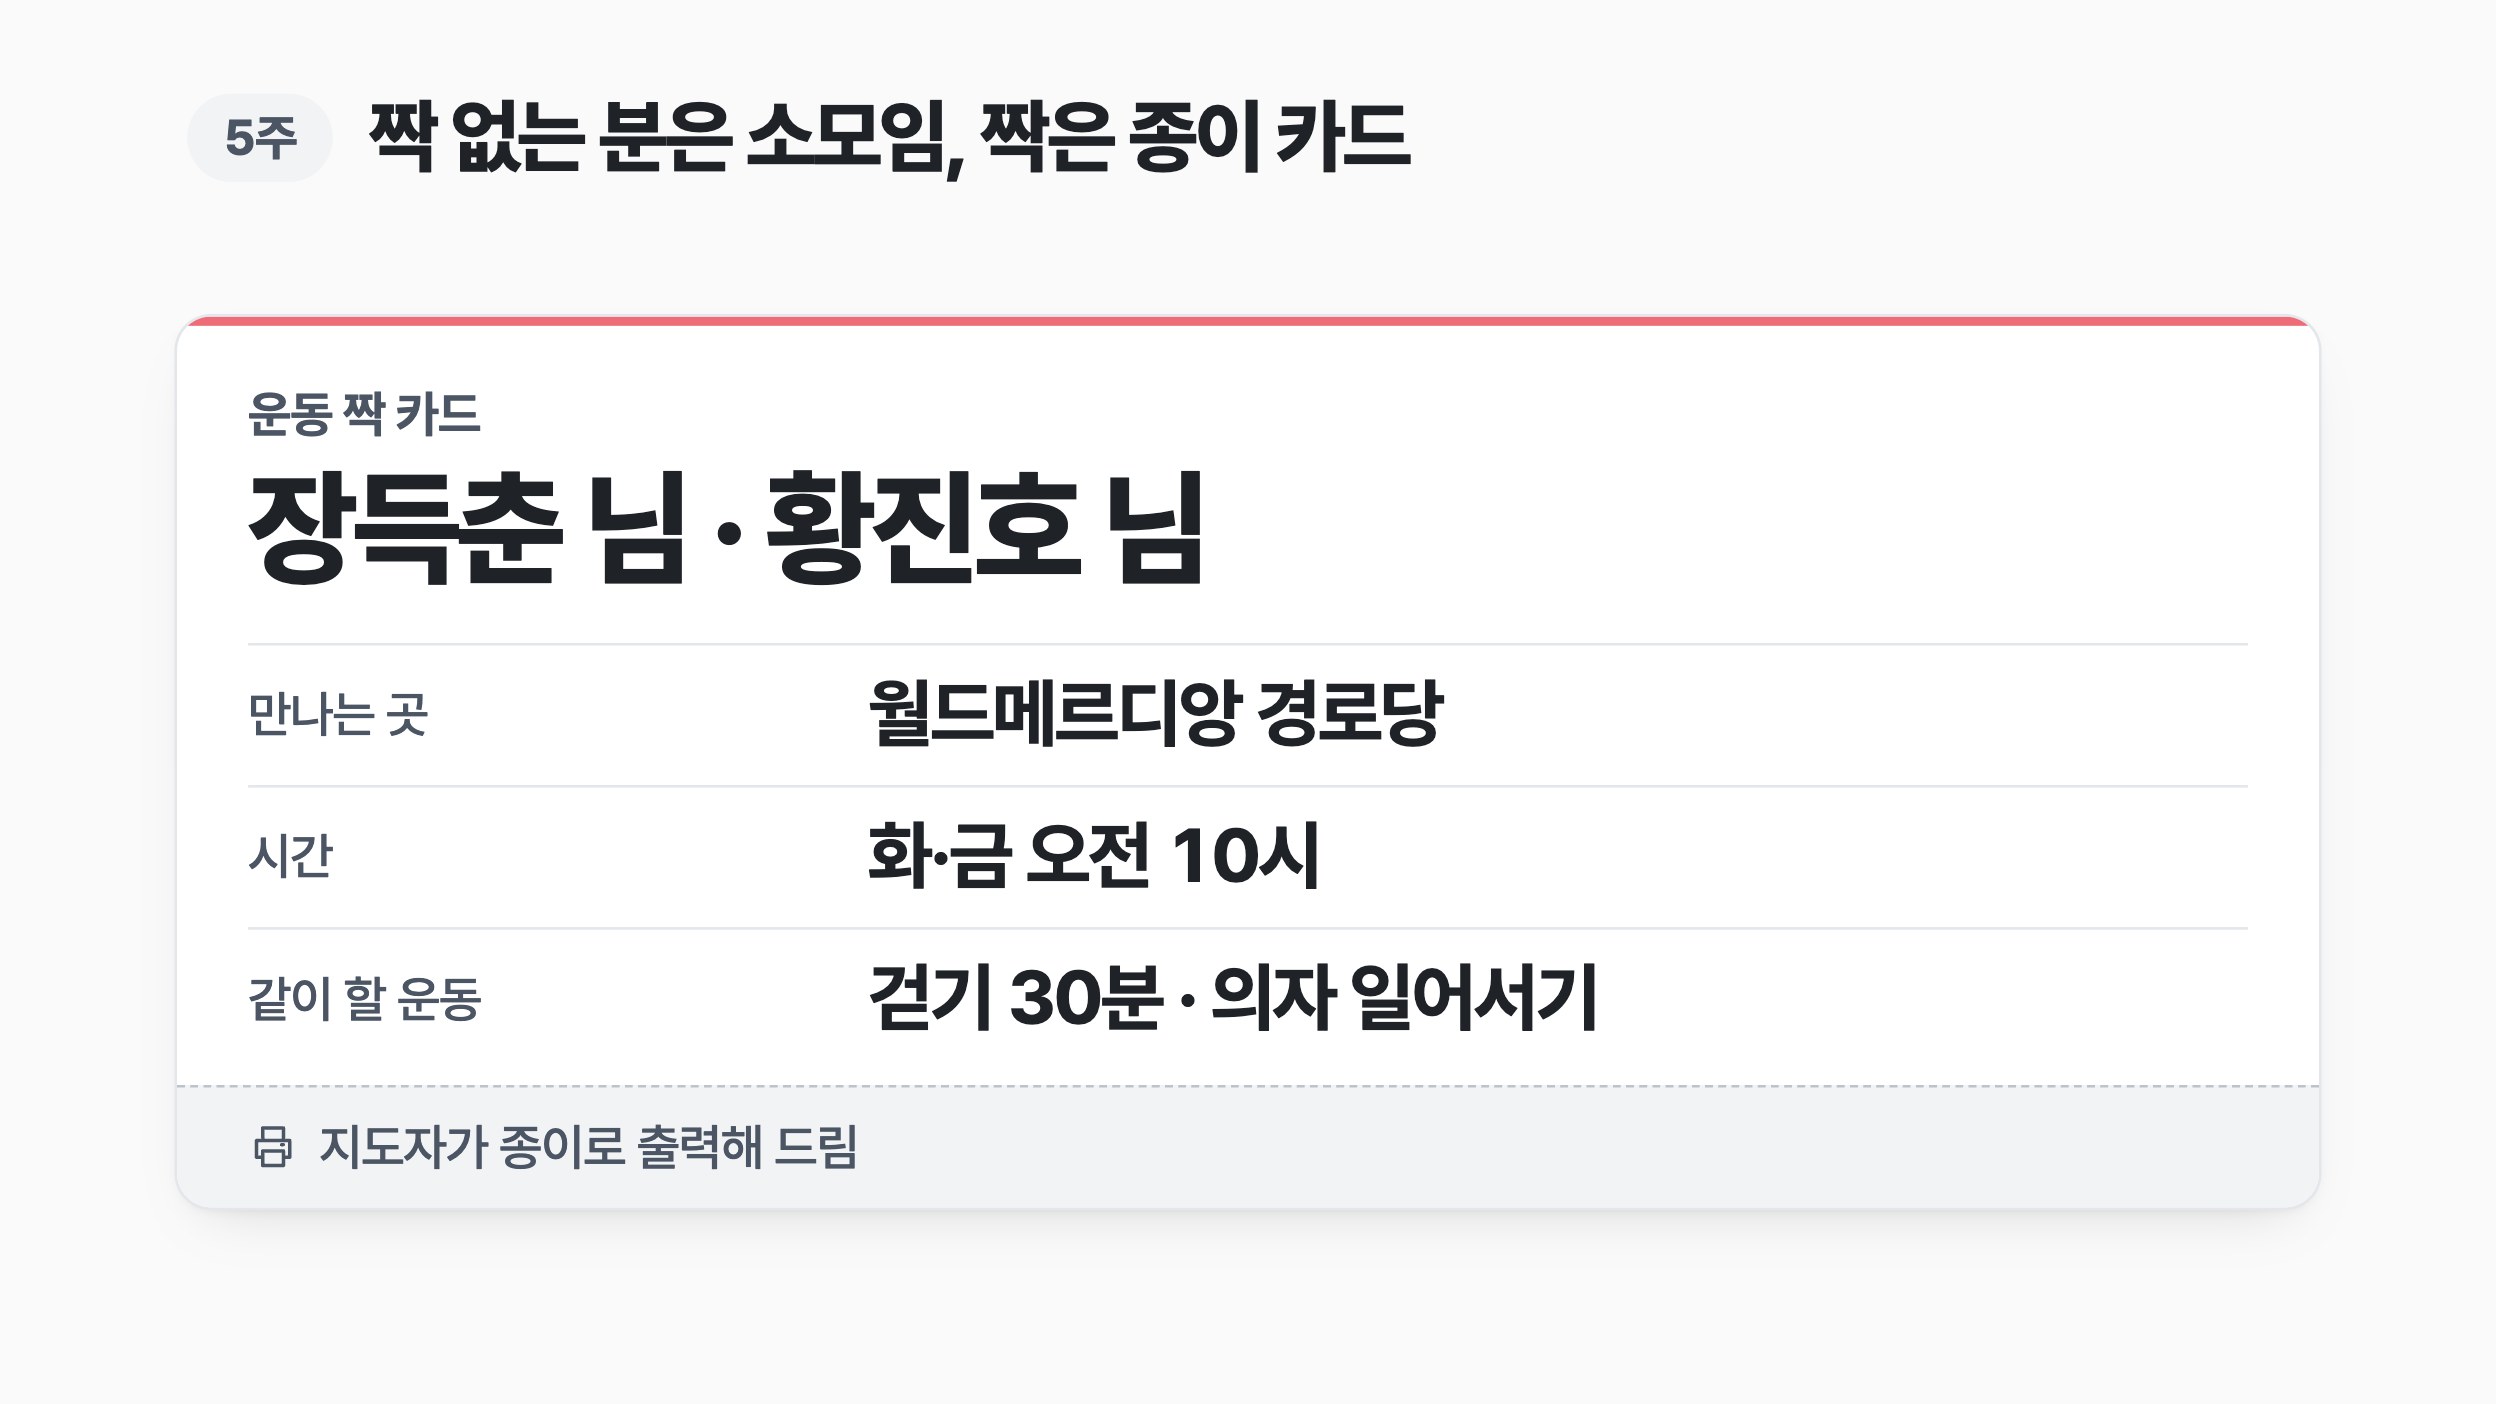 5주 짝 없는 분은 소모임, 짝은 종이 카드
운동 짝 카드
장득춘 님 · 황진호 님
만나는 곳 월드메르디앙 경로당
시간 화·금 오전 10시
같이 할 운동 걷기 30분 · 의자 일어서기
지도자가 종이로 출력해 드림